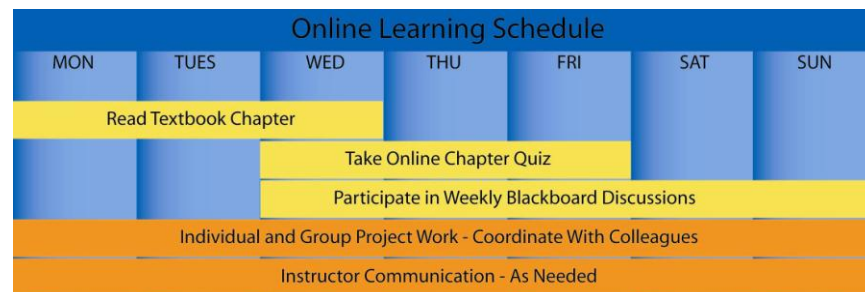 Online Learning Schedule
MON TUES WED THU FRI SAT SUN
Read Textbook Chapter
Take Online Chapter Quiz
Participate in Weekly Blackboard Discussions
Individual and Group Project Work - Coordinate With Colleagues
Instructor Communication - As Needed